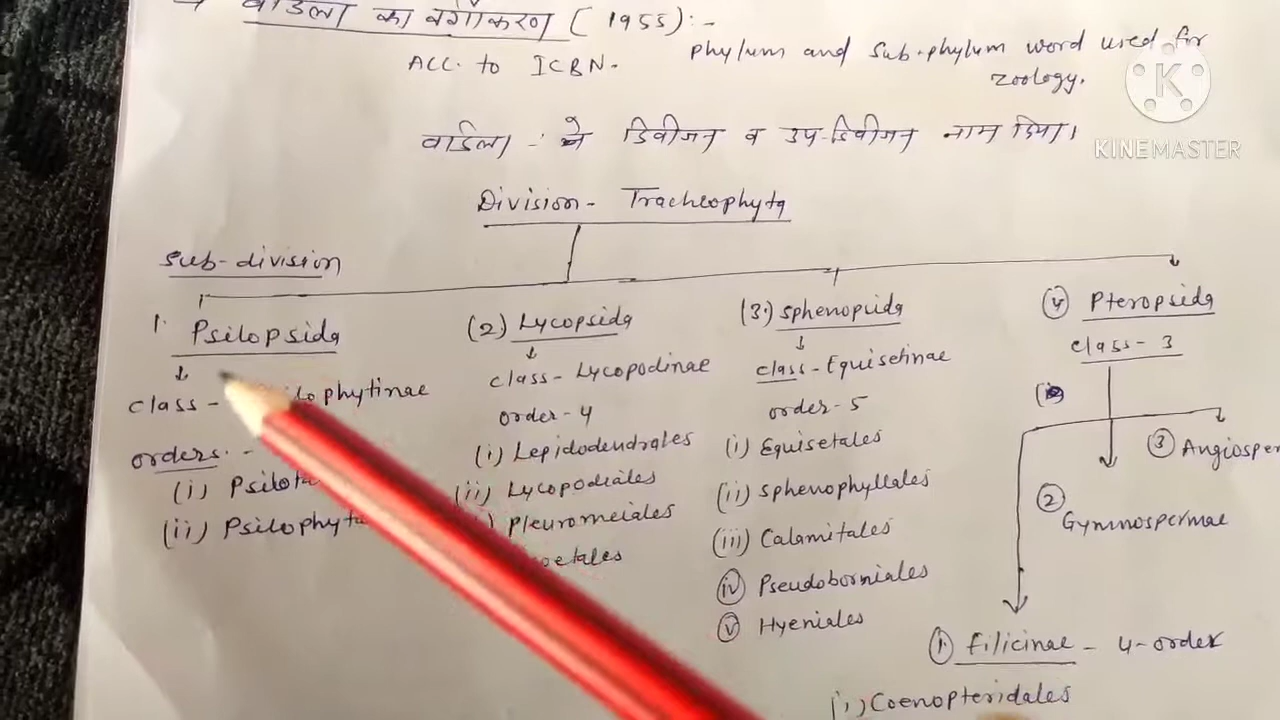 वार्डला का वर्गीकरण (1955):-
Acc. to ICBN. phylum and sub-phylum word used for zoology.
वार्डला - ने डिवीजन व उप-डिवीजन नाम दिया।
Division - Tracheophyta
sub-division
1. Psilopsida
↓
class -
orders:-
(i)
(ii)
(2.) Lycopsida
↓
class - Lycopodinae
order-4
(i) Lepidodendrales
(ii) Lycopodiales
Pleuromeiales
(3.) Sphenopsida
↓
class - Equisetinae
order-5
(i) Equisetales
(ii) Sphenophyllales
(iii) Calamitales
(iv) Pseudoborniales
(v) Hyeniales
(4) Pteropsida
class - 3
(3) Angiosper
(2) Gymnospermae
(1.) Filicinae - 4-order
(i) Coenopteridales
KINEMASTER